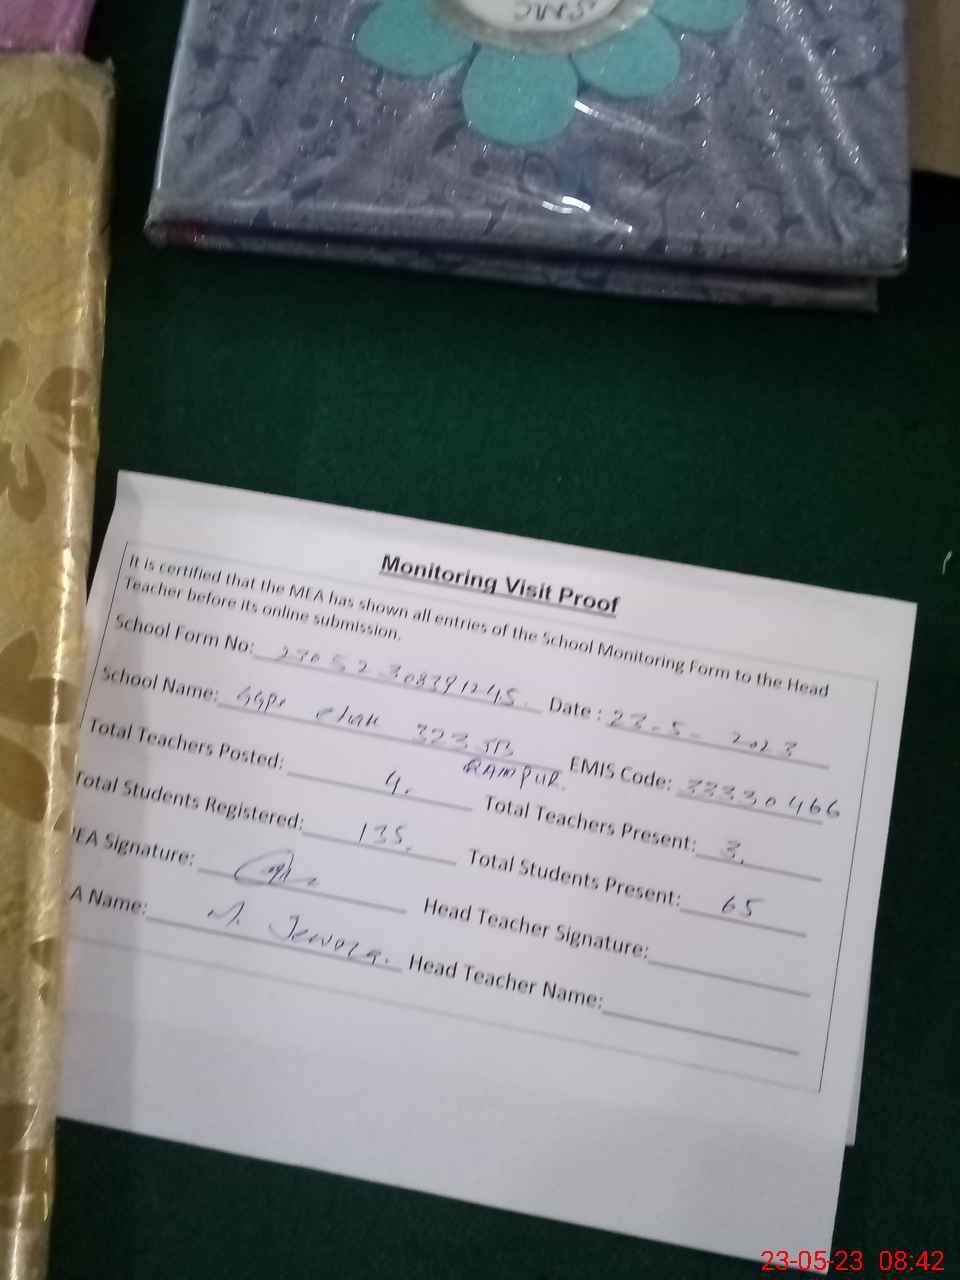 SMC
Monitoring Visit Proof
It is certified that the MEA has shown all entries of the School Monitoring Form to the Head
Teacher before its online submission.
School Form No: 23052308391245. Date : 23-5-2023
School Name: GGPS chak 323 JB EMIS Code: 33330466
RAMPUR.
Total Teachers Posted: 4. Total Teachers Present: 3.
Total Students Registered: 135. Total Students Present: 65
EA Signature: Head Teacher Signature:
A Name: M. Head Teacher Name:
23-05-23 08:42